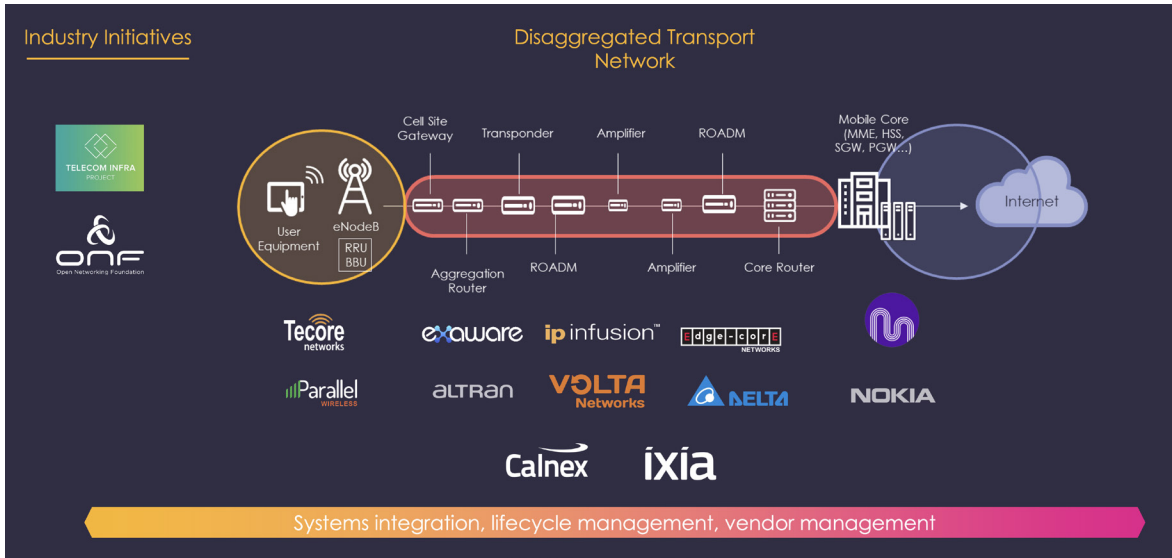 Industry Initiatives
Disaggregated Transport
Network
TELECOM INFRA
PROJECT
ONF
Open Networking Foundation
User
Equipment
eNodeB
RRU
BBU
Cell Site
Gateway
Transponder
Amplifier
ROADM
Aggregation
Router
ROADM
Amplifier
Core Router
Mobile Core
(MME, HSS,
SGW, PGW...)
Internet
Tecore
networks
exaware
ip infusion™
Edge-corE
NETWORKS
Parallel
WIRELESS
ALTRAN
VOLTA
Networks
DELTA
NOKIA
Calnex
ixia
Systems integration, lifecycle management, vendor management